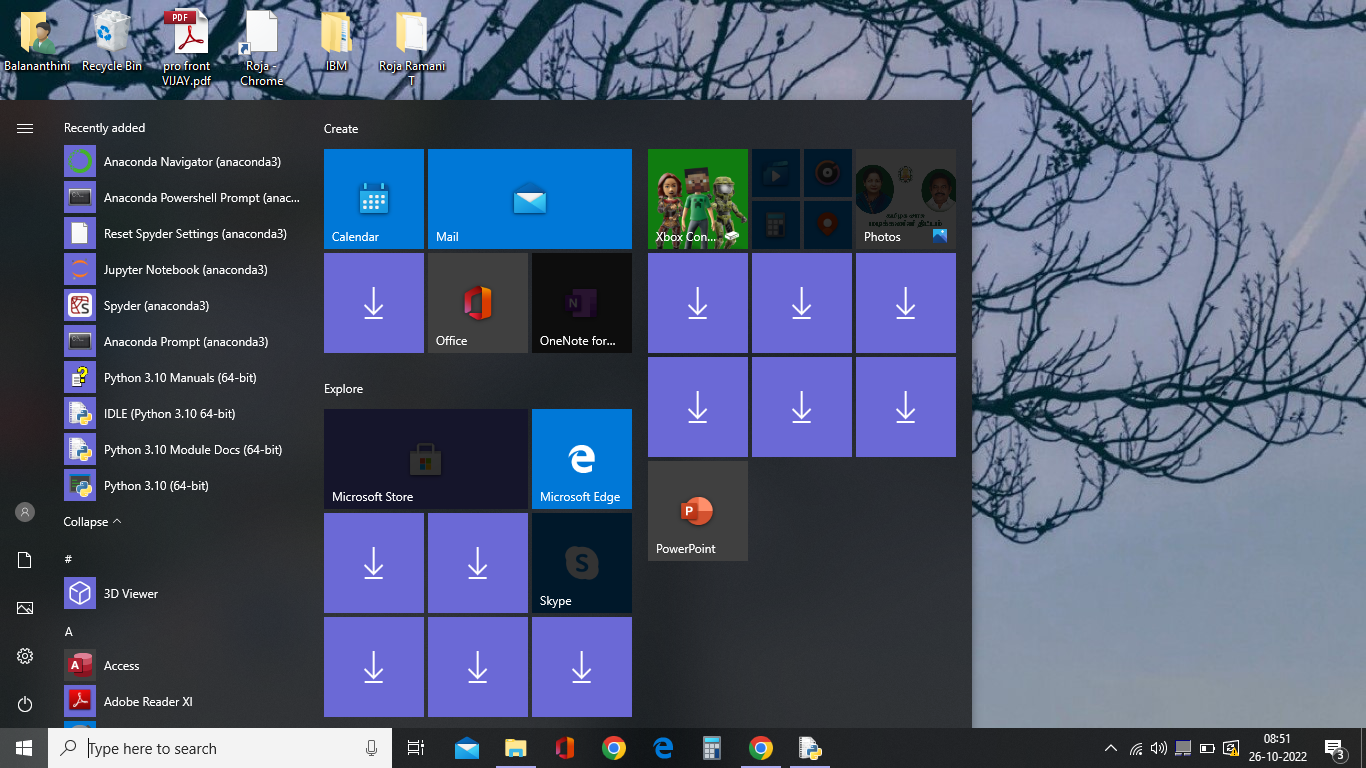 Balananthini
Recycle Bin
pro front
VIJAY.pdf
Roja -
Chrome
IBM
Roja Ramani
T
PDF
Recently added
Anaconda Navigator (anaconda3)
Anaconda Powershell Prompt (anac...
Reset Spyder Settings (anaconda3)
Jupyter Notebook (anaconda3)
Spyder (anaconda3)
Anaconda Prompt (anaconda3)
Python 3.10 Manuals (64-bit)
IDLE (Python 3.10 64-bit)
Python 3.10 Module Docs (64-bit)
Python 3.10 (64-bit)
Collapse
#
3D Viewer
A
Access
Adobe Reader XI
Create
Calendar
Mail
Office
OneNote for...
Explore
Microsoft Store
Microsoft Edge
Skype
Xbox Con...
Photos
PowerPoint
Type here to search
08:51
26-10-2022
3